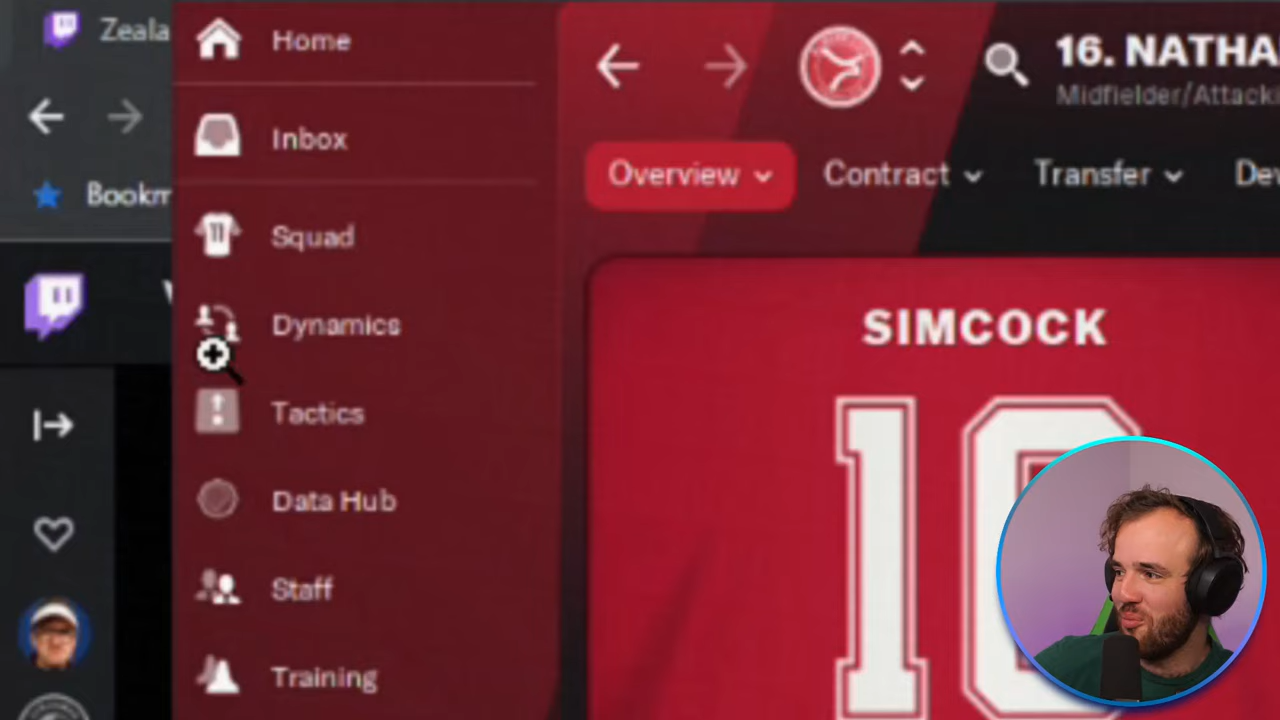 Zeala
Bookm
Home
Inbox
Squad
Dynamics
Tactics
Data Hub
Staff
Training
16. NATHA
Midfielder/Attacki
Overview
Contract
Transfer
Dev
SIMCOCK
16